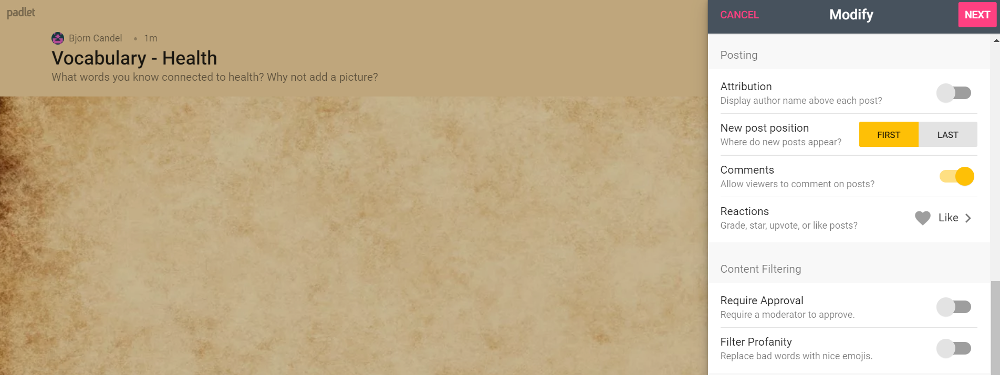 padlet
Bjorn Candel • 1m
Vocabulary - Health
What words you know connected to health? Why not add a picture?
CANCEL
Modify
NEXT
Posting
Attribution
Display author name above each post?
New post position
Where do new posts appear?
FIRST
LAST
Comments
Allow viewers to comment on posts?
Reactions
Grade, star, upvote, or like posts?
Like
Content Filtering
Require Approval
Require a moderator to approve.
Filter Profanity
Replace bad words with nice emojis.